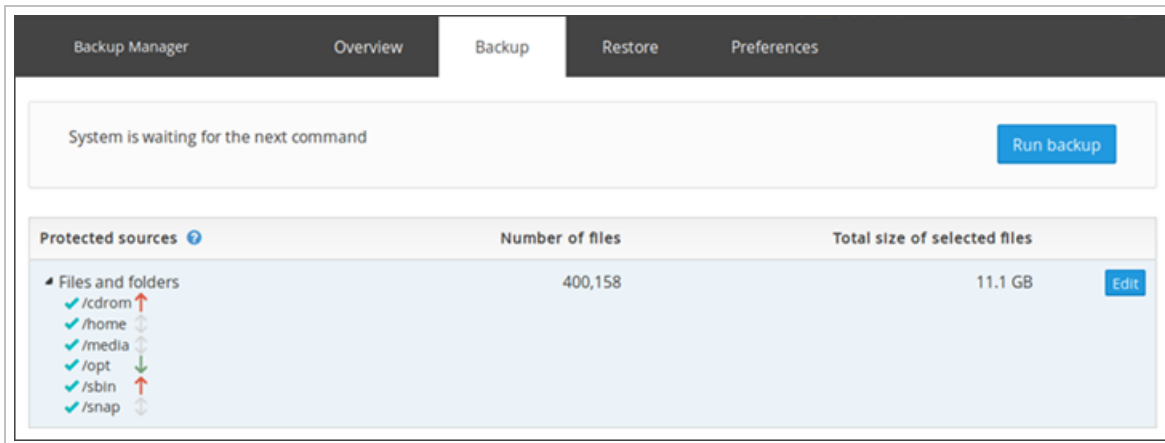 Backup Manager Overview Backup Restore Preferences
System is waiting for the next command
Run backup
Protected sources ? Number of files Total size of selected files
Files and folders 400,158 11.1 GB Edit
/cdrom
/home
/media
/opt
/sbin
/snap